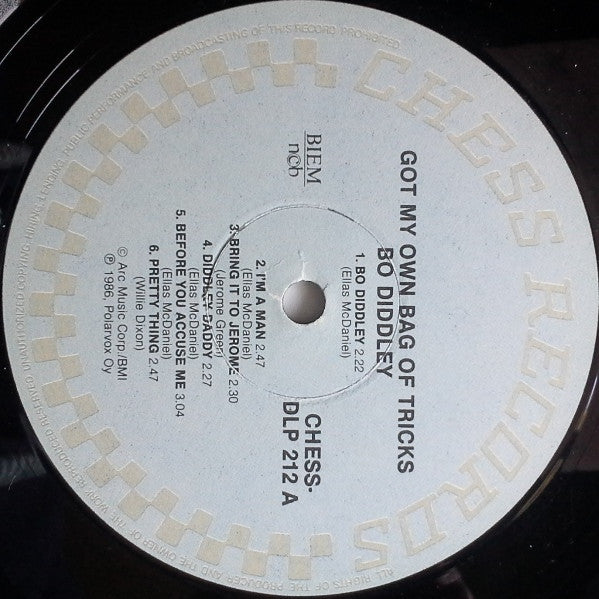 CHESS RECORDS
GOT MY OWN BAG OF TRICKS
BO DIDDLEY
BIEM
ncb
1. BO DIDDLEY 2.22
(Ellas McDaniel)
2. I'M A MAN 2.47
(Ellas McDaniel)
3. BRING IT TO JEROME 2.30
(Jerome Green)
4. DIDDLEY DADDY 2.27
(Ellas McDaniel)
5. BEFORE YOU ACCUSE ME 3.04
(Ellas McDaniel)
6. PRETTY THING 2.47
(Willie Dixon)
© Arc Music Corp./BMI
℗ 1986, Polarvox Oy
CHESS•
DLP 212 A
ALL RIGHTS OF THE PRODUCER AND THE OWNER OF THE WORK REPRODUCED RESERVED UNAUTHORIZED COPYING HIRING LENDING PUBLIC PERFORMANCE AND BROADCASTING OF THIS RECORD PROHIBITED